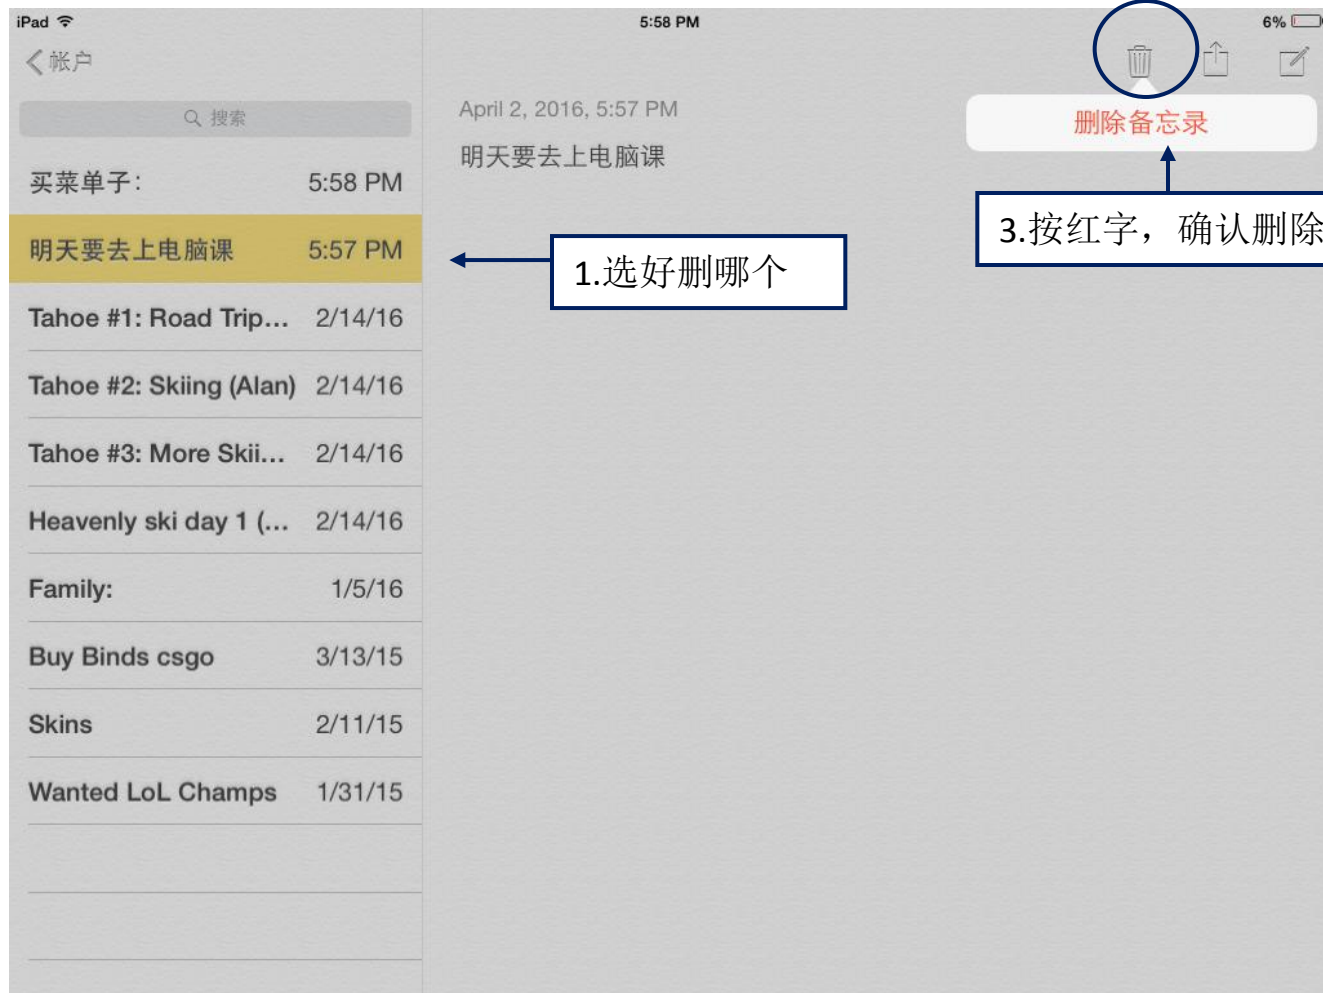 iPad 5:58 PM 6%
帐户
搜索
买菜单子： 5:58 PM
明天要去上电脑课 5:57 PM
Tahoe #1: Road Trip... 2/14/16
Tahoe #2: Skiing (Alan) 2/14/16
Tahoe #3: More Skii... 2/14/16
Heavenly ski day 1 (... 2/14/16
Family: 1/5/16
Buy Binds csgo 3/13/15
Skins 2/11/15
Wanted LoL Champs 1/31/15
April 2, 2016, 5:57 PM
明天要去上电脑课
删除备忘录
1.选好删哪个
3.按红字，确认删除